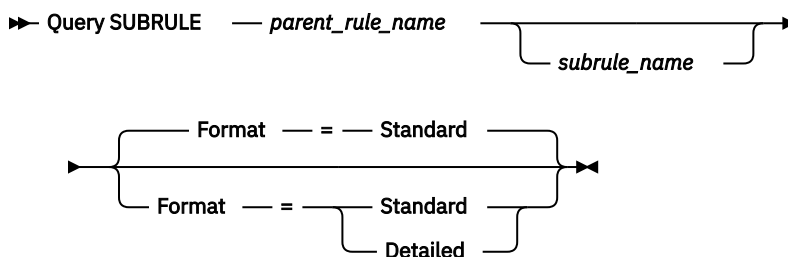 Query SUBRULE parent_rule_name
subrule_name
Format = Standard
Format = Standard
Detailed